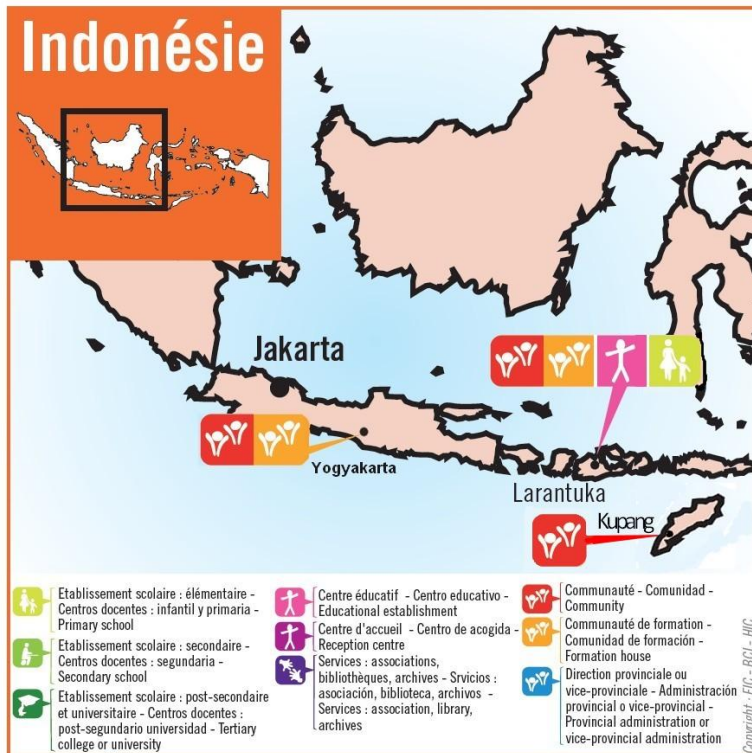 Indonésie
Jakarta
Yogyakarta
Larantuka
Kupang
Etablissement scolaire : élémentaire -
Centros docentes : infantil y primaria -
Primary school
Etablissement scolaire : secondaire -
Centros docentes : segundaria -
Secondary school
Etablissement scolaire : post-secondaire
et universitaire - Centros docentes :
post-segundario universidad - Tertiary
college or university
Centre éducatif - Centro educativo -
Educational establishment
Centre d'accueil - Centro de acogida -
Reception centre
Services : associations,
bibliothèques, archives - Srvicios :
asociación, biblioteca, archivos -
Services : association, library,
archives
Communauté - Comunidad -
Community
Communauté de formation -
Comunidad de formación -
Formation house
Direction provinciale ou
vice-provinciale - Administración
provincial o vice-provincial -
Provincial administration or
vice-provincial administration
Copyright : FIC - BGI - HIC